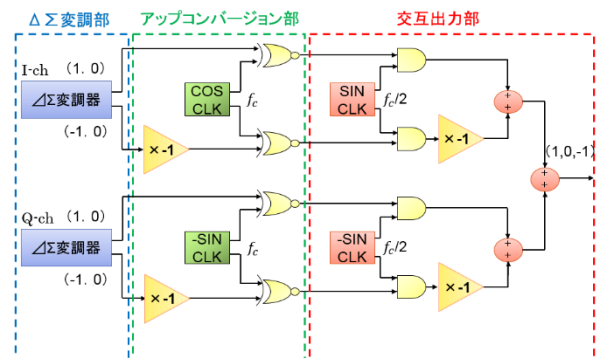 ΔΣ変調部
アップコンバージョン部
交互出力部
I-ch (1. 0)
⊿Σ変調器
(-1. 0)
×-1
COS
CLK
fc
SIN
CLK
fc/2
×-1
+
+
+
+
(1,0,-1)
Q-ch (1. 0)
⊿Σ変調器
(-1. 0)
×-1
-SIN
CLK
fc
-SIN
CLK
fc/2
×-1
+
+